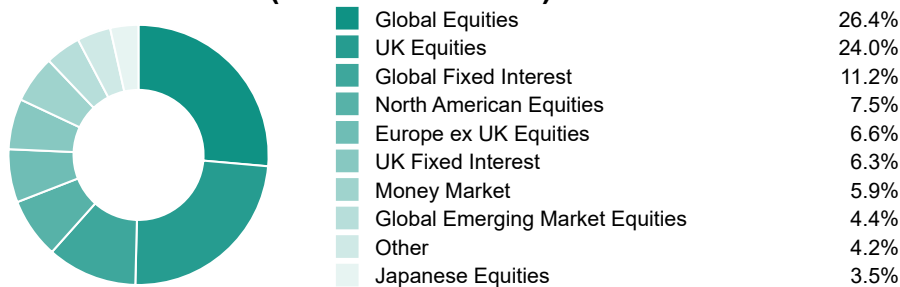 Global Equities 26.4%
UK Equities 24.0%
Global Fixed Interest 11.2%
North American Equities 7.5%
Europe ex UK Equities 6.6%
UK Fixed Interest 6.3%
Money Market 5.9%
Global Emerging Market Equities 4.4%
Other 4.2%
Japanese Equities 3.5%